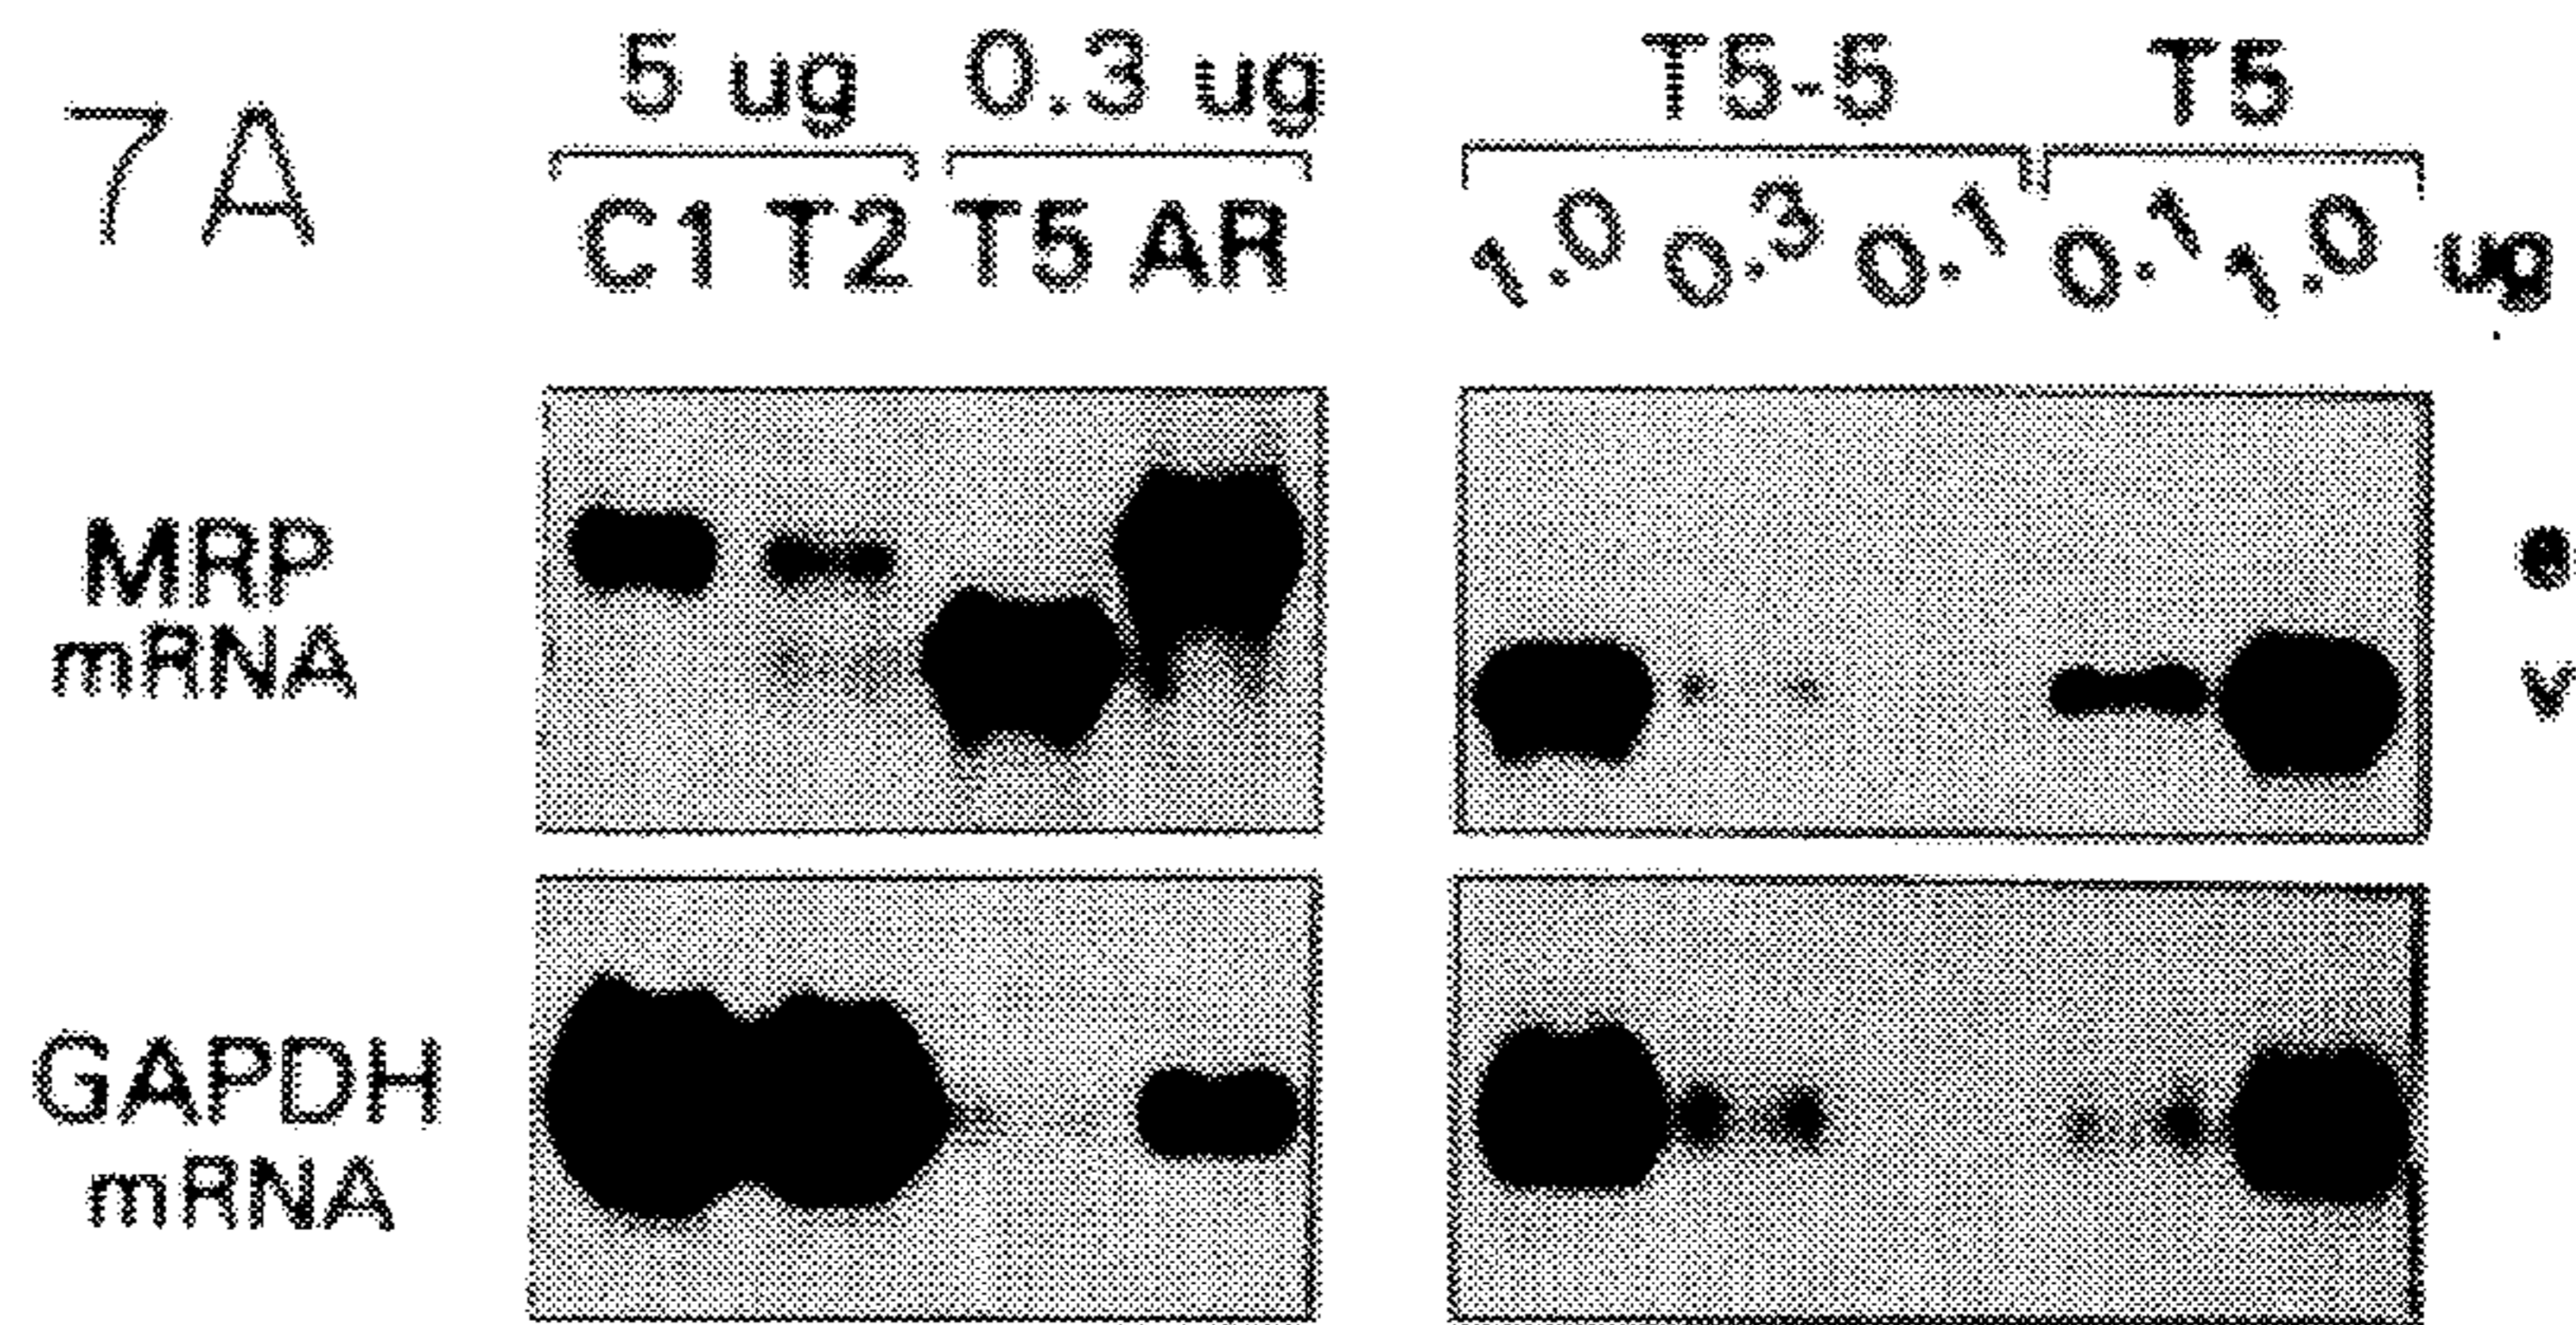 7A
5 ug 0.3 ug
C1 T2 T5 AR
T5-5 T5
1.0 0.3 0.1 0.1 1.0 ug
MRP
mRNA
e
v
GAPDH
mRNA